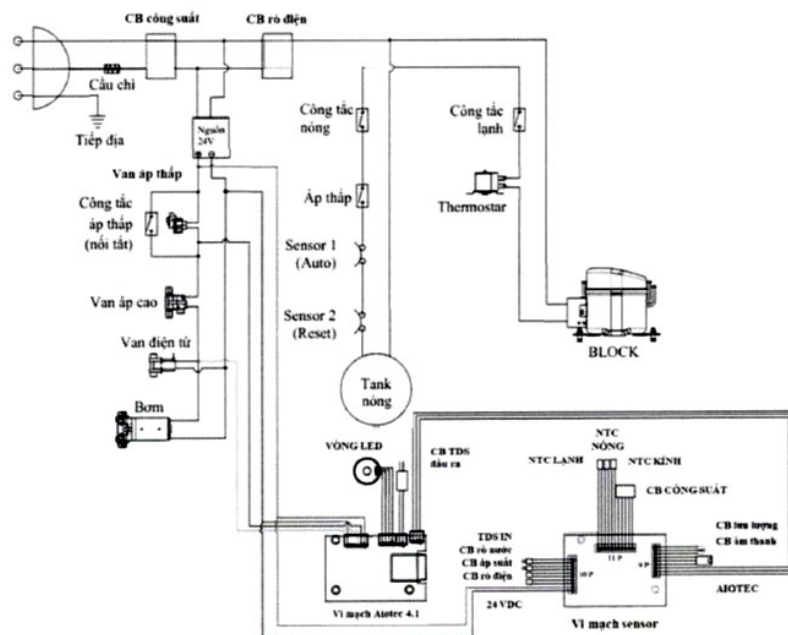 CB công suất
CB rò điện
Cầu chì
Tiếp địa
Nguồn
24V
Van áp thấp
Công tắc
áp thấp
(nối tắt)
Van áp cao
Van điện từ
Bơm
Công tắc
nóng
Áp thấp
Sensor 1
(Auto)
Sensor 2
(Reset)
Tank
nóng
Công tắc
lạnh
Thermostar
BLOCK
VÒNG LED
CB TDS
đầu ra
Vi mạch Aiotec 4.1
NTC
NÓNG
NTC LẠNH
NTC KÍNH
CB CÔNG SUẤT
TDS IN
CB rò nước
CB áp suất
CB rò điện
10 P
11 P
9 P
CB lưu lượng
CB âm thanh
AIOTEC
24 VDC
Vi mạch sensor